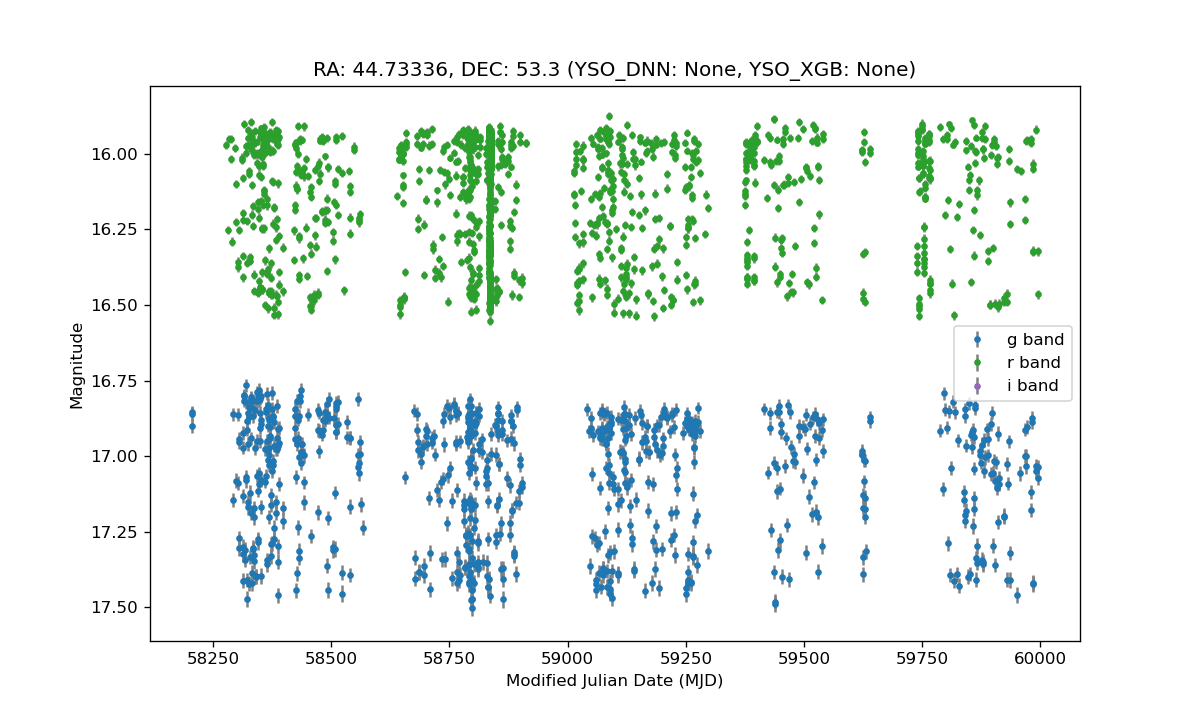 RA: 44.73336, DEC: 53.3 (YSO_DNN: None, YSO_XGB: None)
Magnitude
16.00
16.25
16.50
16.75
17.00
17.25
17.50
g band
r band
i band
58250 58500 58750 59000 59250 59500 59750 60000
Modified Julian Date (MJD)